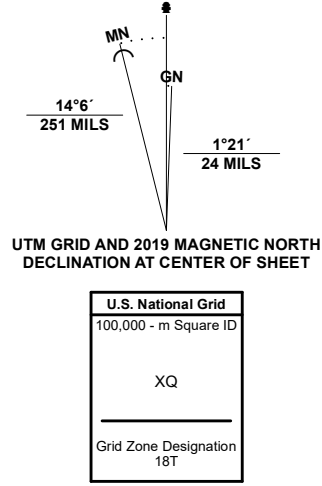 MN
GN
14°6´
251 MILS
1°21´
24 MILS
UTM GRID AND 2019 MAGNETIC NORTH
DECLINATION AT CENTER OF SHEET
U.S. National Grid
100,000 - m Square ID
XQ
Grid Zone Designation
18T